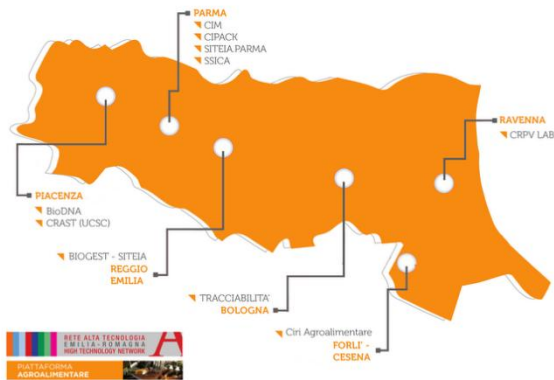 PARMA
CIM
CIPACK
SITEIA PARMA
SSICA
RAVENNA
CRPV LAB
PIACENZA
BioDNA
CRAST (UCSC)
BIOGEST - SITEIA
REGGIO
EMILIA
TRACCIABILITA'
BOLOGNA
Ciri Agroalimentare
FORLI' -
CESENA
RETE ALTA TECNOLOGIA
EMILIA-ROMAGNA
HIGH TECHNOLOGY NETWORK
PIATTAFORMA
AGROALIMENTARE